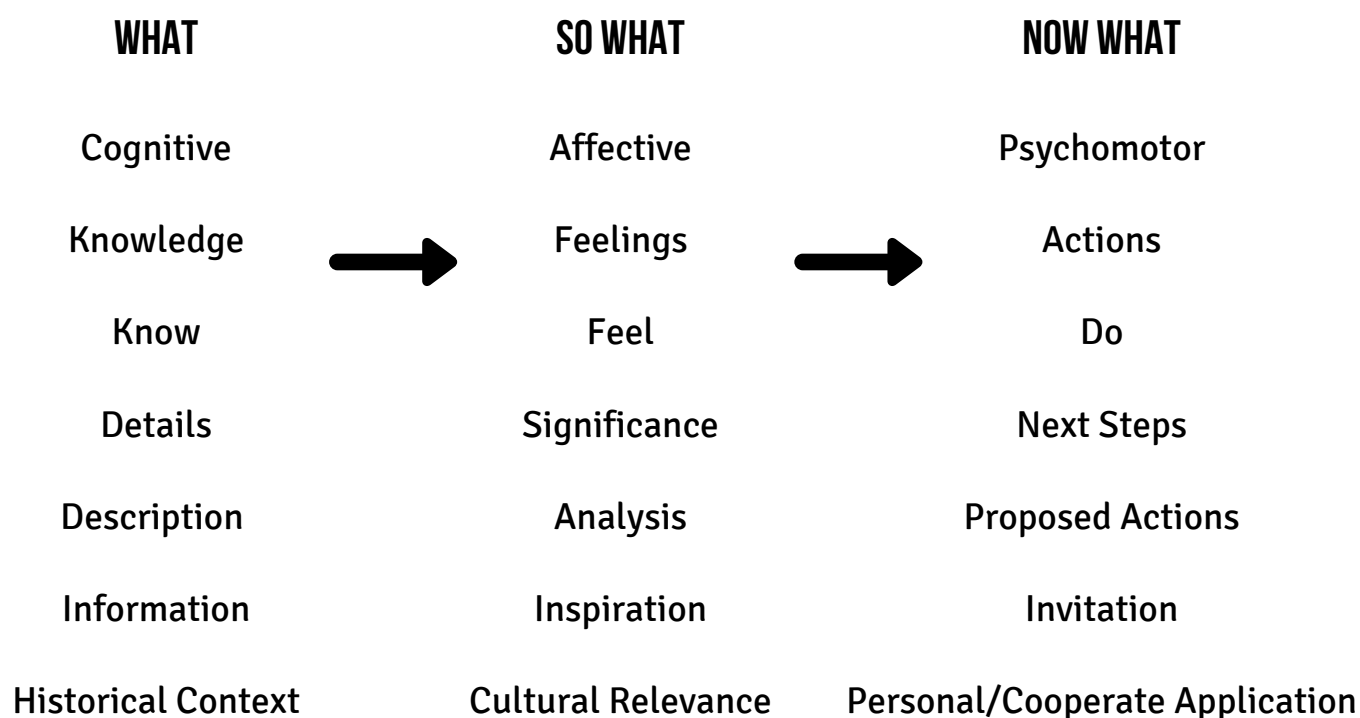 WHAT SO WHAT NOW WHAT
Cognitive Affective Psychomotor
Knowledge Feelings Actions
Know Feel Do
Details Significance Next Steps
Description Analysis Proposed Actions
Information Inspiration Invitation
Historical Context Cultural Relevance Personal/Cooperate Application